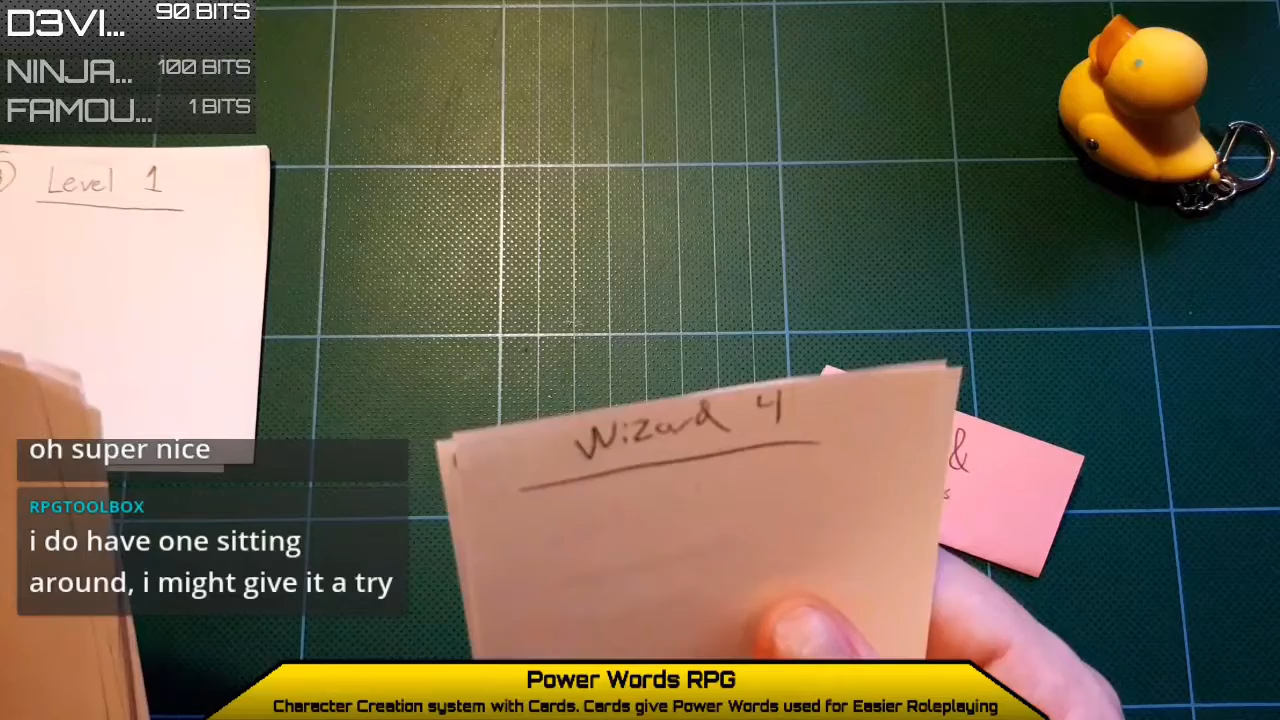 D3VI... 90 BITS
NINJA... 100 BITS
FAMOU... 1 BITS
Level 1
Wizard 4
&
s
oh super nice
RPGTOOLBOX
i do have one sitting
around, i might give it a try
Power Words RPG
Character Creation system with Cards. Cards give Power Words used for Easier Roleplaying